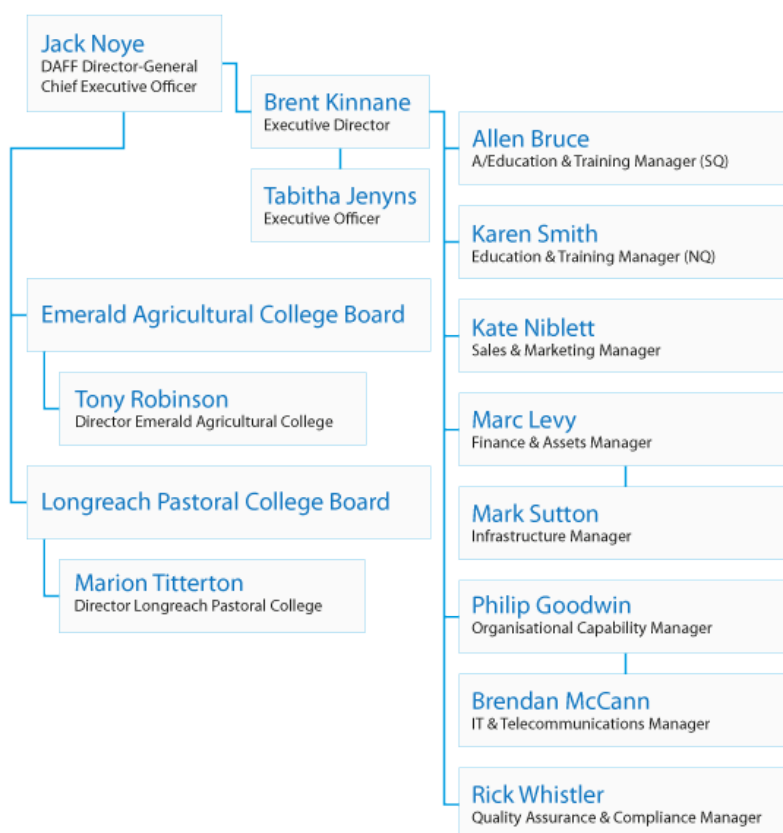 Jack Noye
DAFF Director-General
Chief Executive Officer
Brent Kinnane
Executive Director
Tabitha Jenyns
Executive Officer
Emerald Agricultural College Board
Tony Robinson
Director Emerald Agricultural College
Longreach Pastoral College Board
Marion Titterton
Director Longreach Pastoral College
Allen Bruce
A/Education & Training Manager (SQ)
Karen Smith
Education & Training Manager (NQ)
Kate Niblett
Sales & Marketing Manager
Marc Levy
Finance & Assets Manager
Mark Sutton
Infrastructure Manager
Philip Goodwin
Organisational Capability Manager
Brendan McCann
IT & Telecommunications Manager
Rick Whistler
Quality Assurance & Compliance Manager